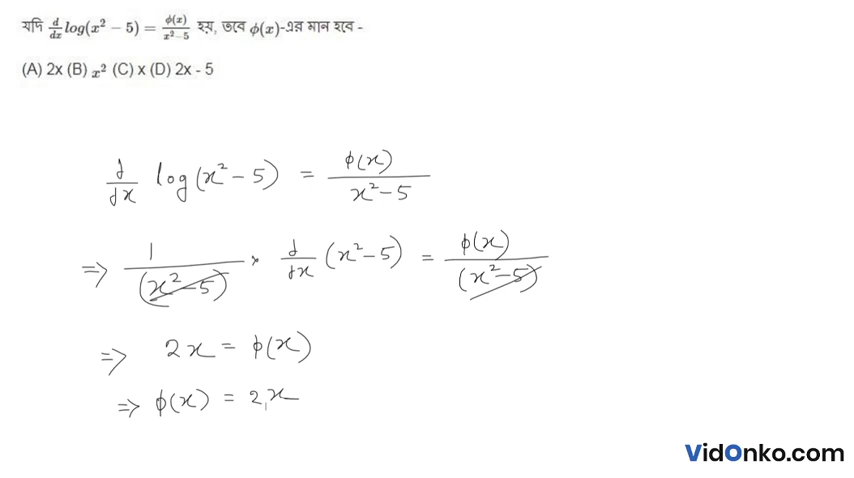 যদি d/dx log(x² − 5) = ϕ(x)/x²−5 হয়, তবে ϕ(x)-এর মান হবে -
(A) 2x (B) x² (C) x (D) 2x - 5
d/dx log(x² − 5) = ϕ(x)/x² − 5
⇒ 1/(x² − 5) × d/dx (x² − 5) = ϕ(x)/(x² − 5)
⇒ 2x = ϕ(x)
⇒ ϕ(x) = 2x
VidOnko.com